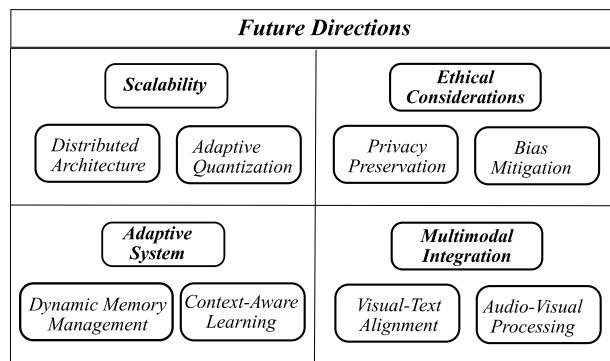 Future Directions
Scalability
Distributed
Architecture
Adaptive
Quantization
Ethical
Considerations
Privacy
Preservation
Bias
Mitigation
Adaptive
System
Dynamic Memory
Management
Context-Aware
Learning
Multimodal
Integration
Visual-Text
Alignment
Audio-Visual
Processing